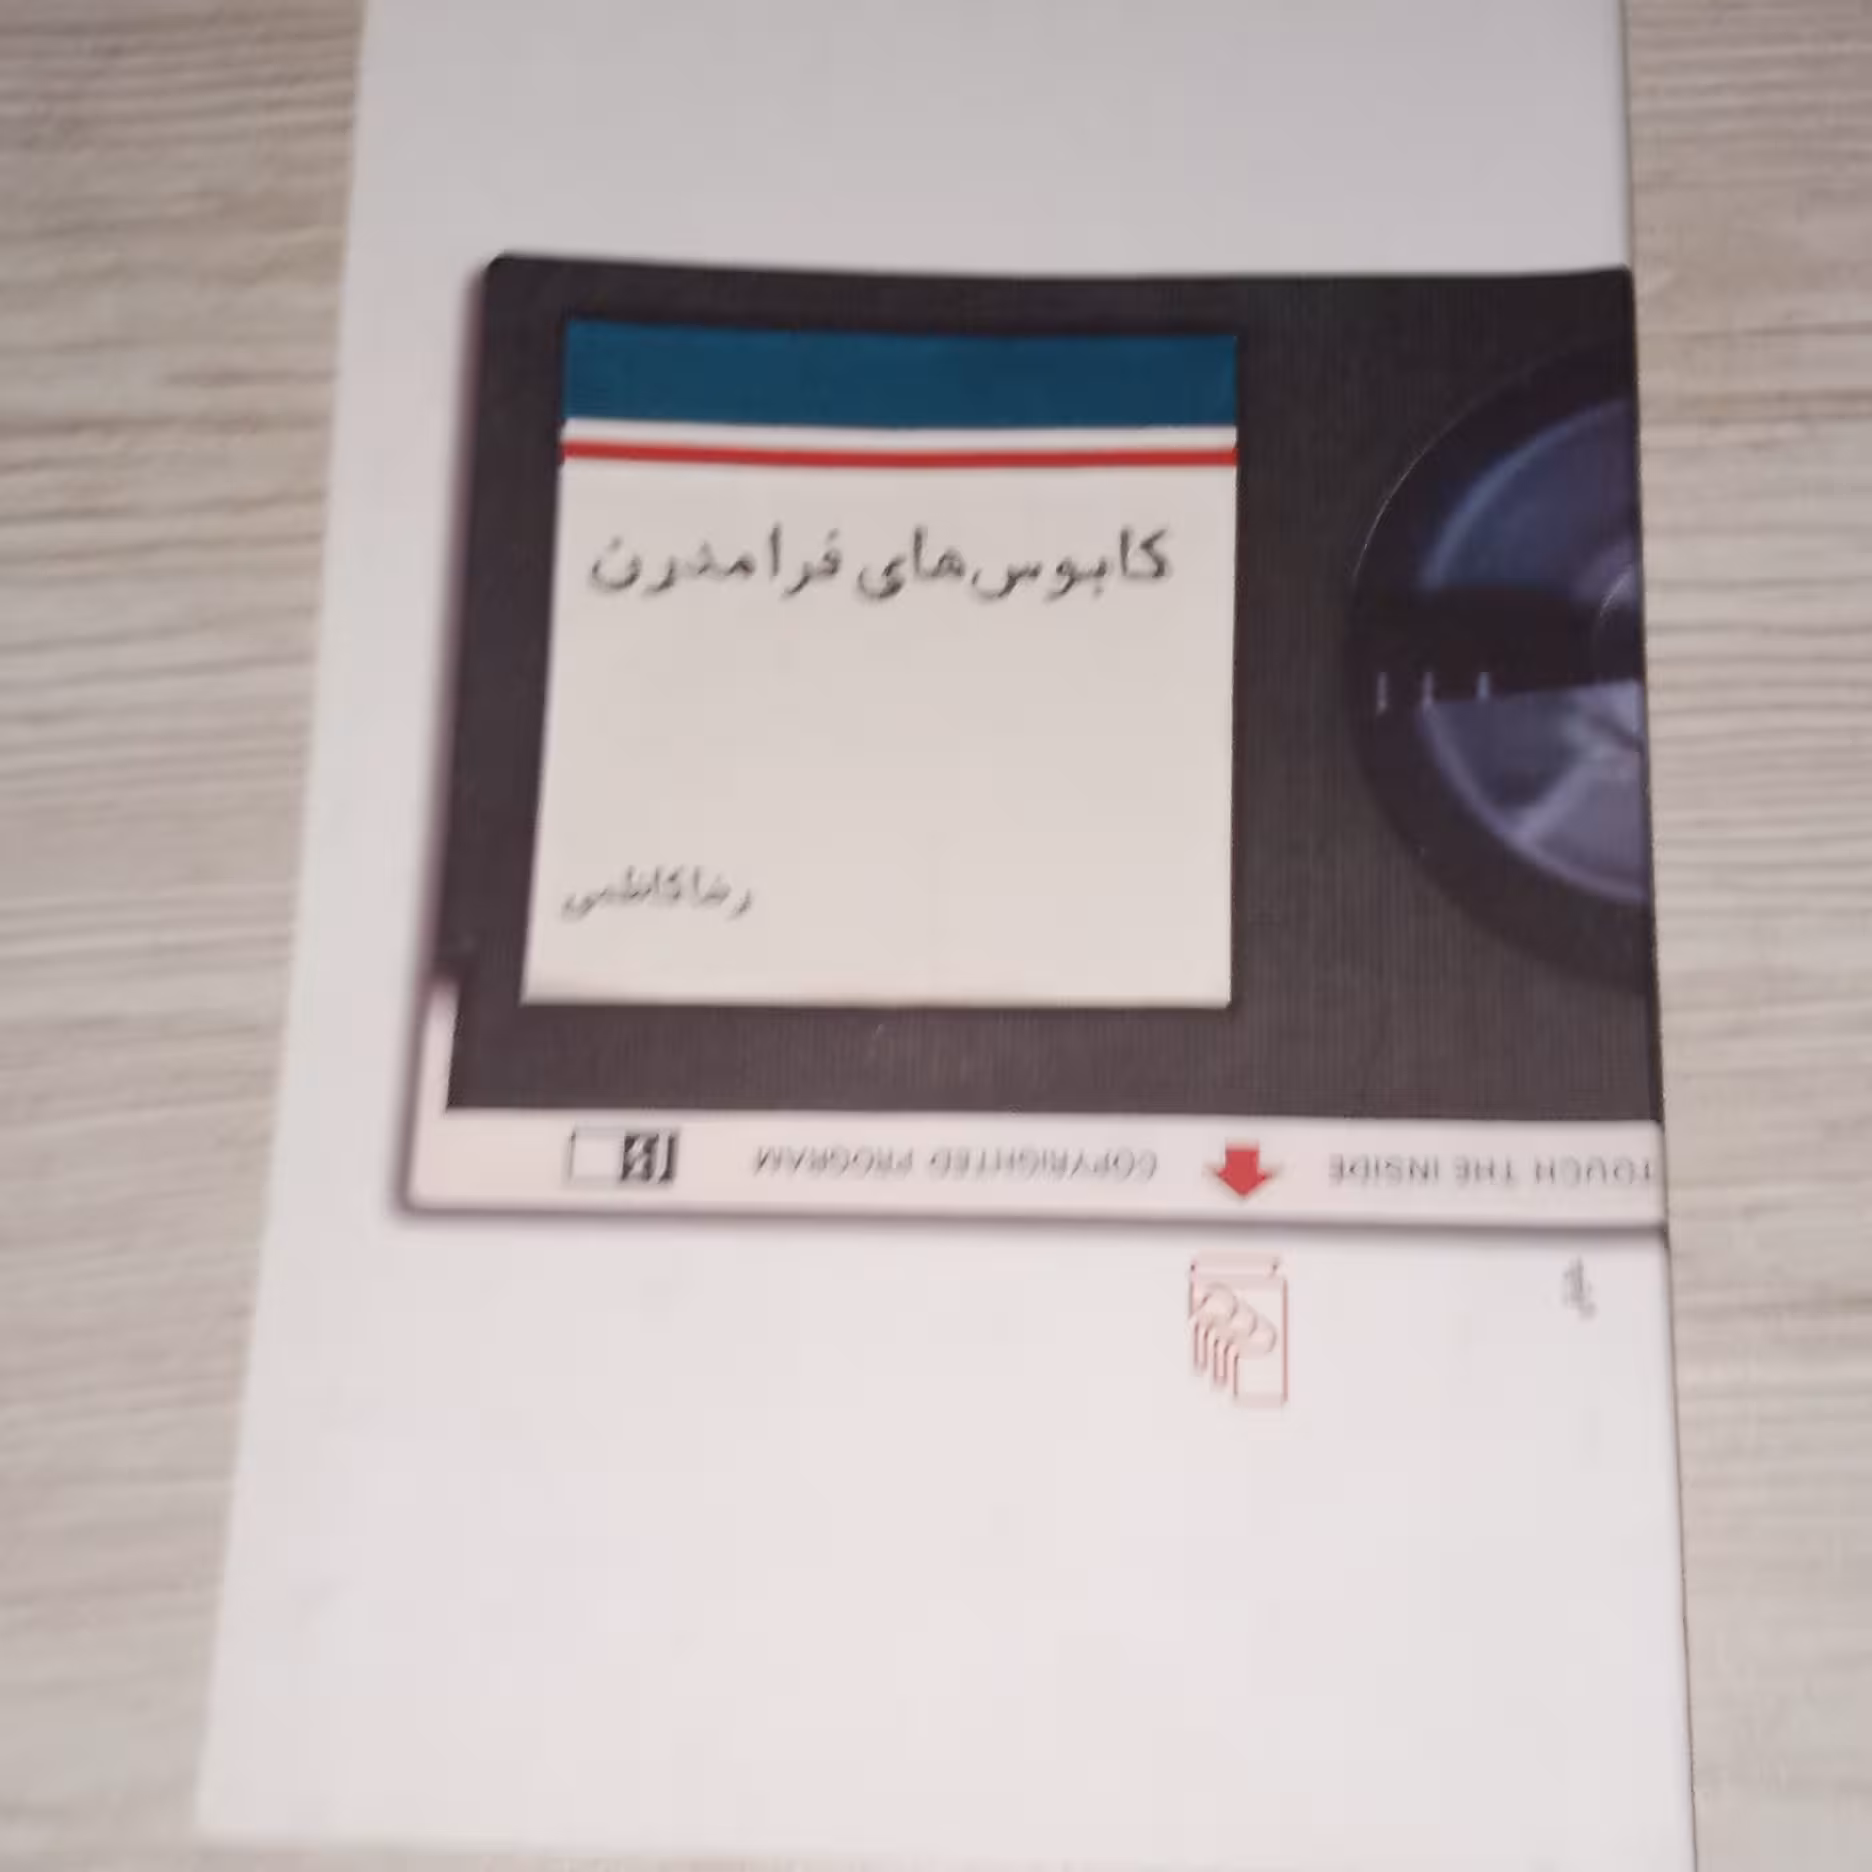 کابوس‌های فرامدرن
رضا کاظمی
COPYRIGHTED PROGRAM
TOUCH THE INSIDE